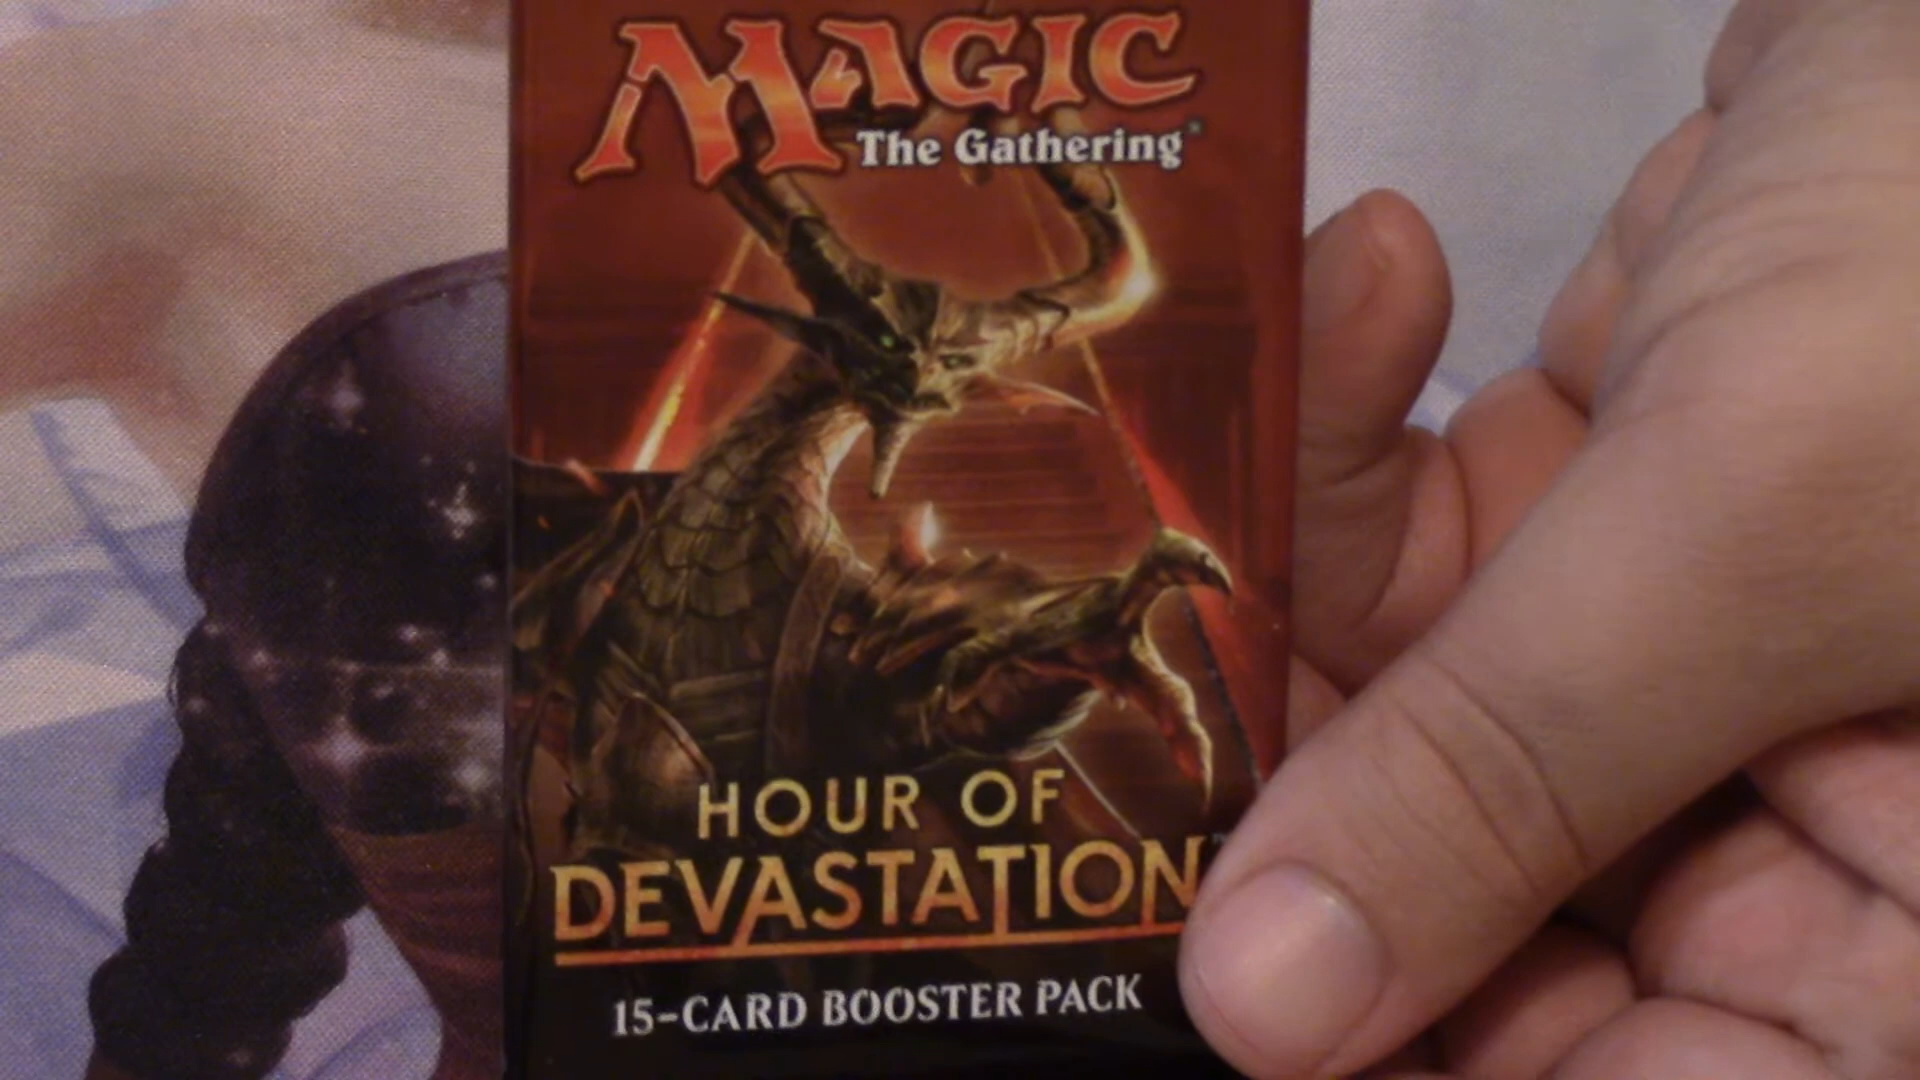 MAGIC
The Gathering
HOUR OF
DEVASTATION
15-CARD BOOSTER PACK